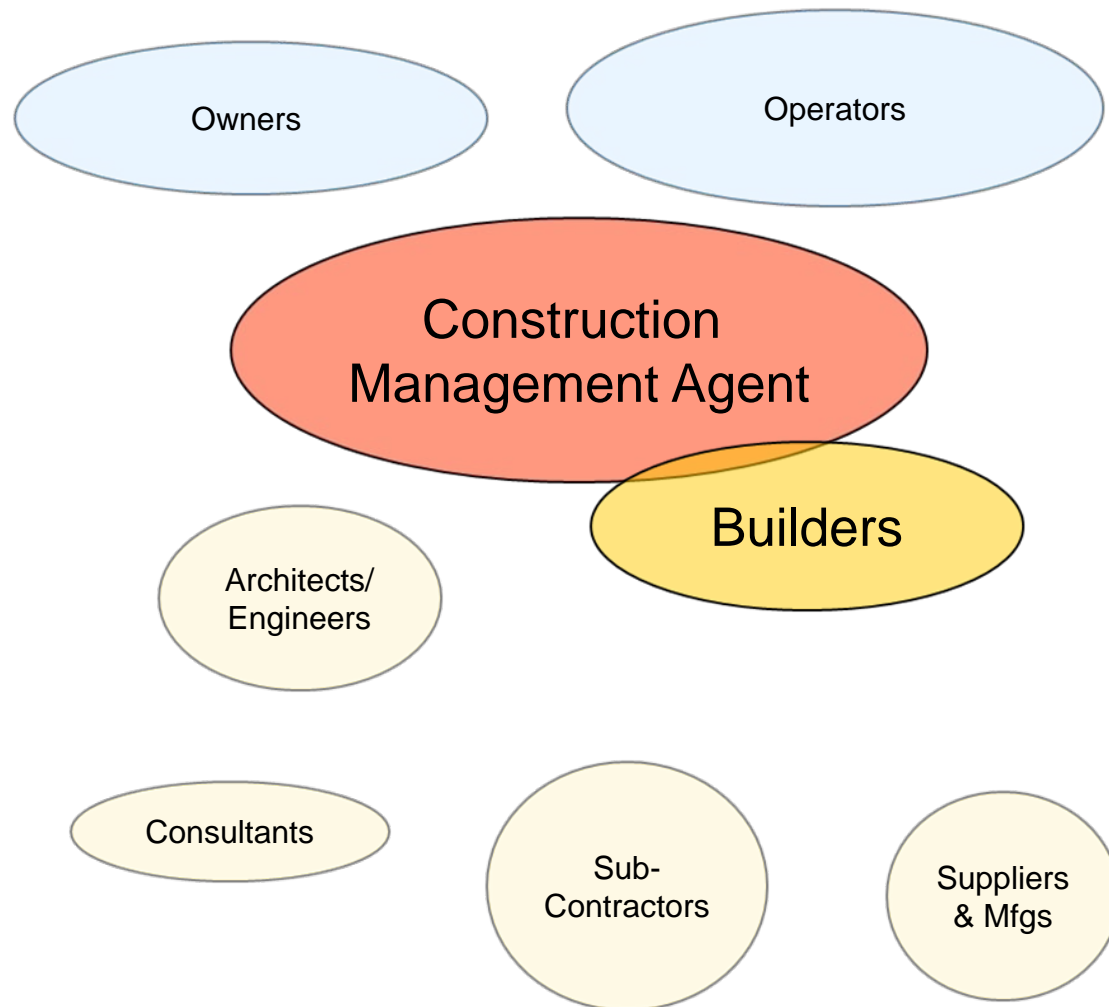 Owners
Operators
Construction
Management Agent
Builders
Architects/
Engineers
Consultants
Sub-
Contractors
Suppliers
& Mfgs